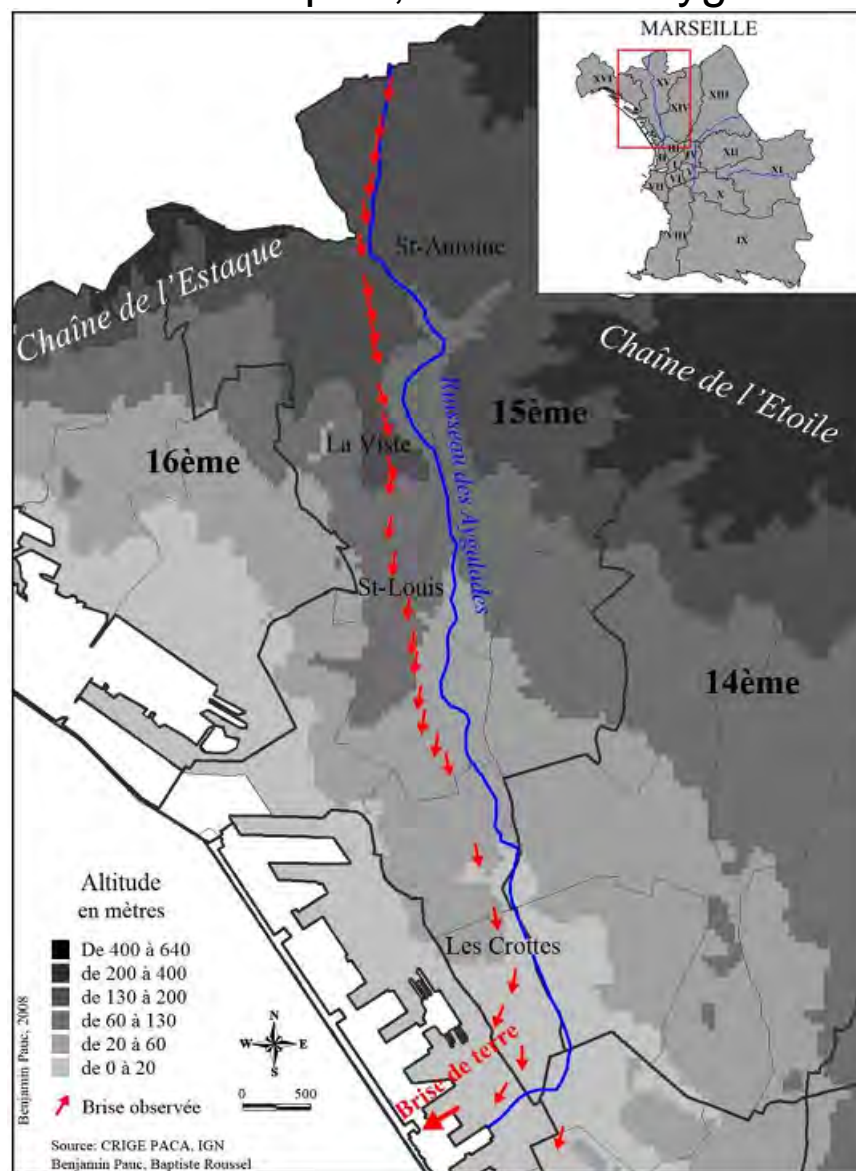 MARSEILLE
XVI
XV
XIV
XIII
III
II
I
IV
V
VI
VII
XII
XI
X
VIII
IX
St-Antoine
Chaîne de l'Estaque
Chaîne de l'Etoile
15ème
Ruisseau des Aygalades
La Viste
16ème
St-Louis
14ème
Les Crottes
Brise de terre
Altitude
en mètres
De 400 à 640
de 200 à 400
de 130 à 200
de 60 à 130
de 20 à 60
de 0 à 20
Brise observée
N
W
E
S
0
500
Source: CRIGE PACA, IGN
Benjamin Pauc, Baptiste Roussel
Benjamin Pauc, 2008